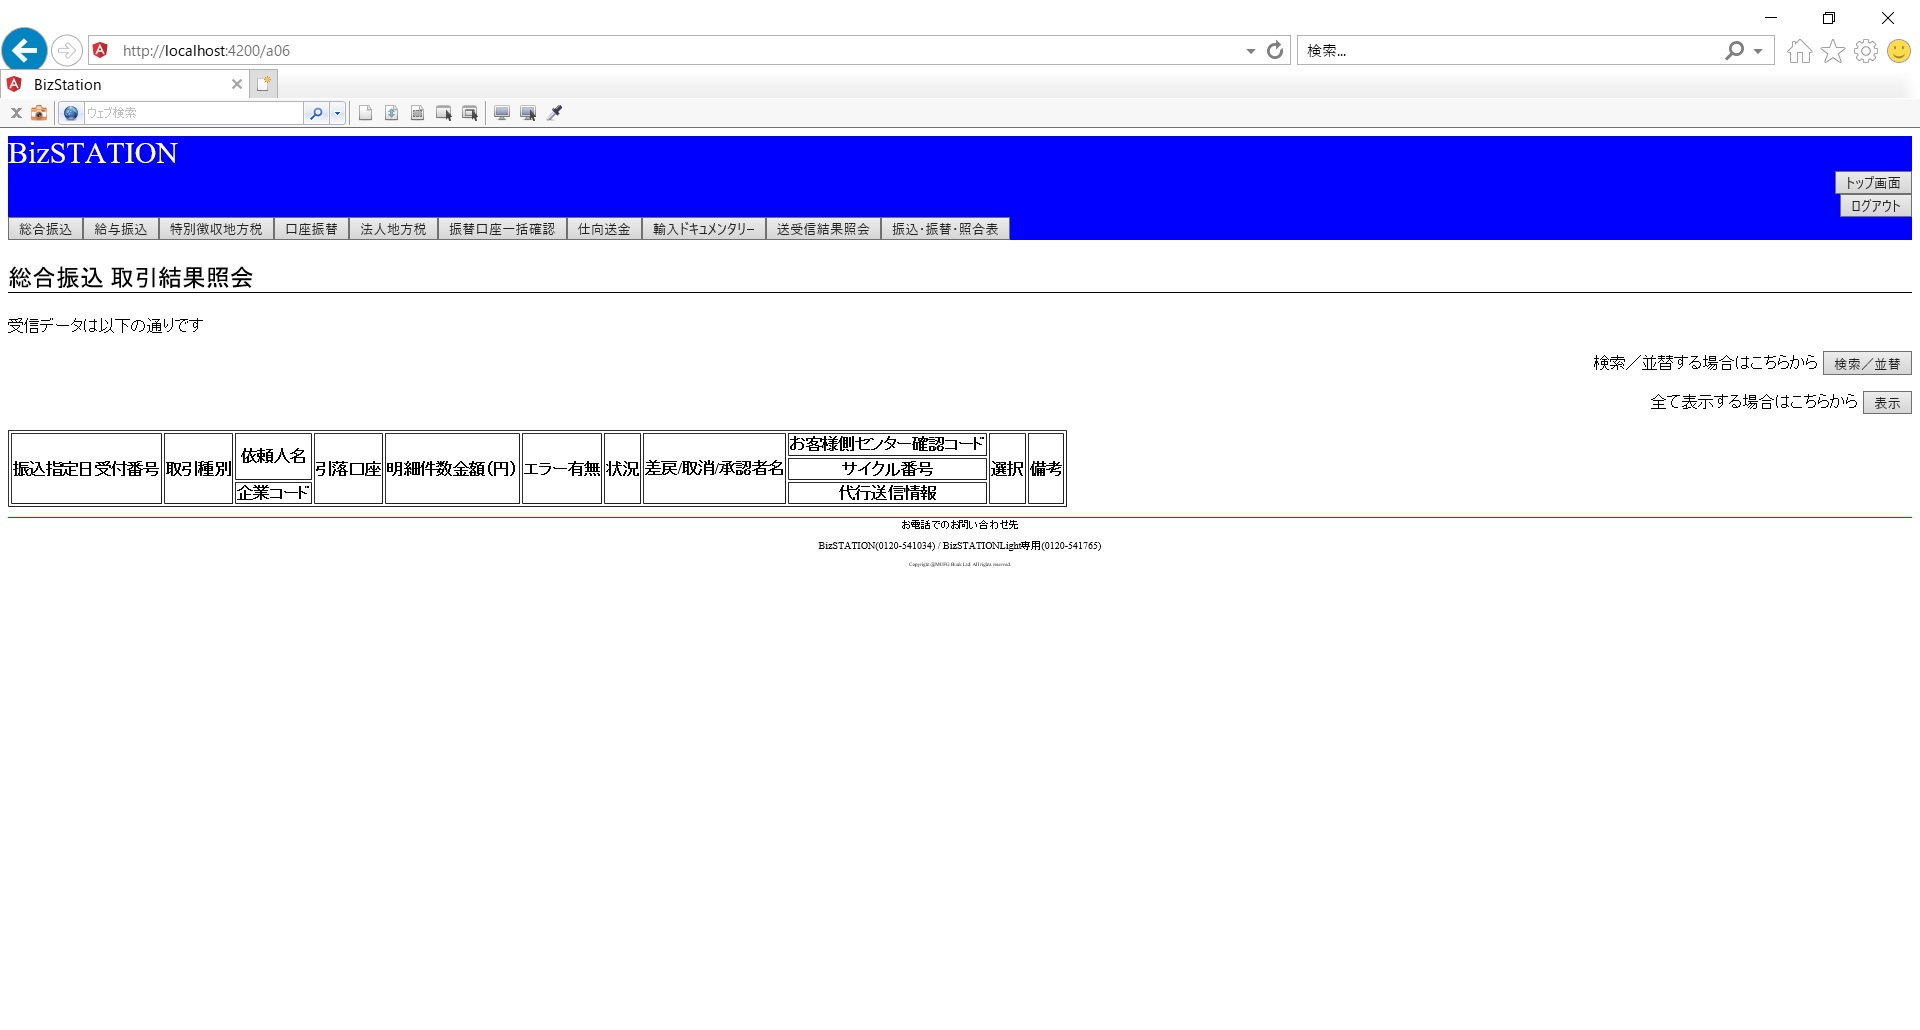 http://localhost:4200/a06
検索...
BizStation
ウェブ検索
BizSTATION
トップ画面
ログアウト
総合振込 給与振込 特別徴収地方税 口座振替 法人地方税 振替口座一括確認 仕向送金 輸入ドキュメンタリー 送受信結果照会 振込・振替・照合表
総合振込 取引結果照会
受信データは以下の通りです
検索／並替する場合はこちらから 検索／並替
全て表示する場合はこちらから 表示
振込指定日受付番号 取引種別 依頼人名 企業コード 引落口座 明細件数金額(円) エラー有無 状況 差戻/取消/承認者名 お客様側センター確認コード サイクル番号 代行送信情報 選択 備考
お電話でのお問い合わせ先
BizSTATION(0120-541034) / BizSTATIONLight専用(0120-541765)
Copyright @MUFG Bank Ltd. All rights reserved.